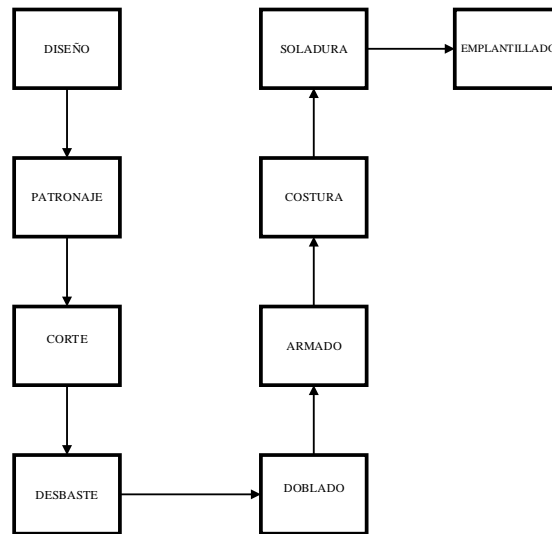 DISEÑO
PATRONAJE
CORTE
DESBASTE
DOBLADO
ARMADO
COSTURA
SOLADURA
EMPLANTILLADO